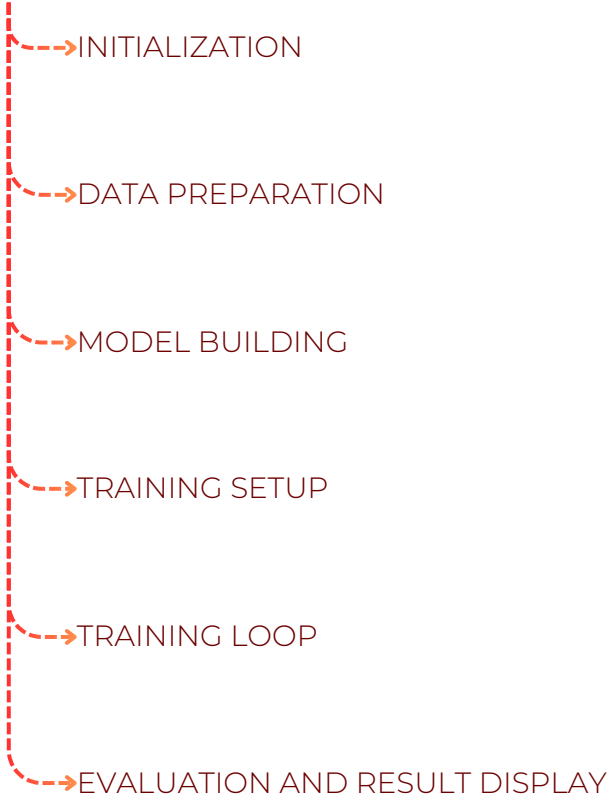 INITIALIZATION
DATA PREPARATION
MODEL BUILDING
TRAINING SETUP
TRAINING LOOP
EVALUATION AND RESULT DISPLAY